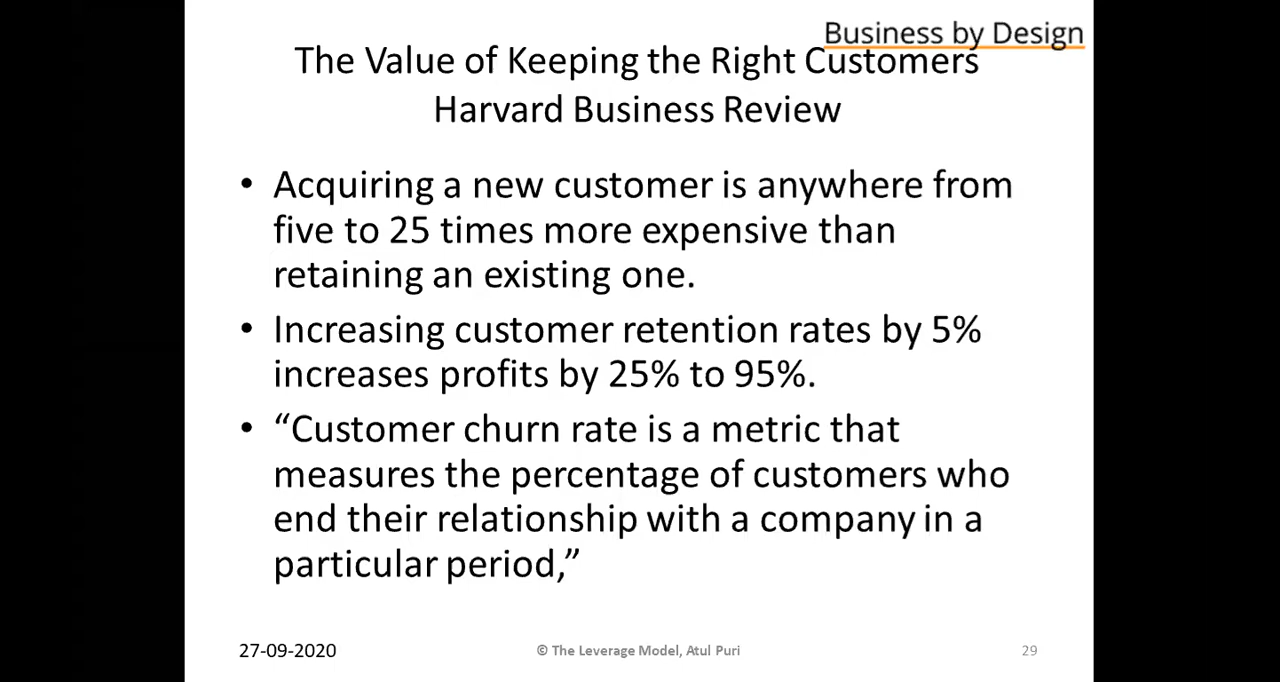 Business by Design
The Value of Keeping the Right Customers
Harvard Business Review
• Acquiring a new customer is anywhere from
five to 25 times more expensive than
retaining an existing one.
• Increasing customer retention rates by 5%
increases profits by 25% to 95%.
• “Customer churn rate is a metric that
measures the percentage of customers who
end their relationship with a company in a
particular period,”
27-09-2020 © The Leverage Model, Atul Puri 29